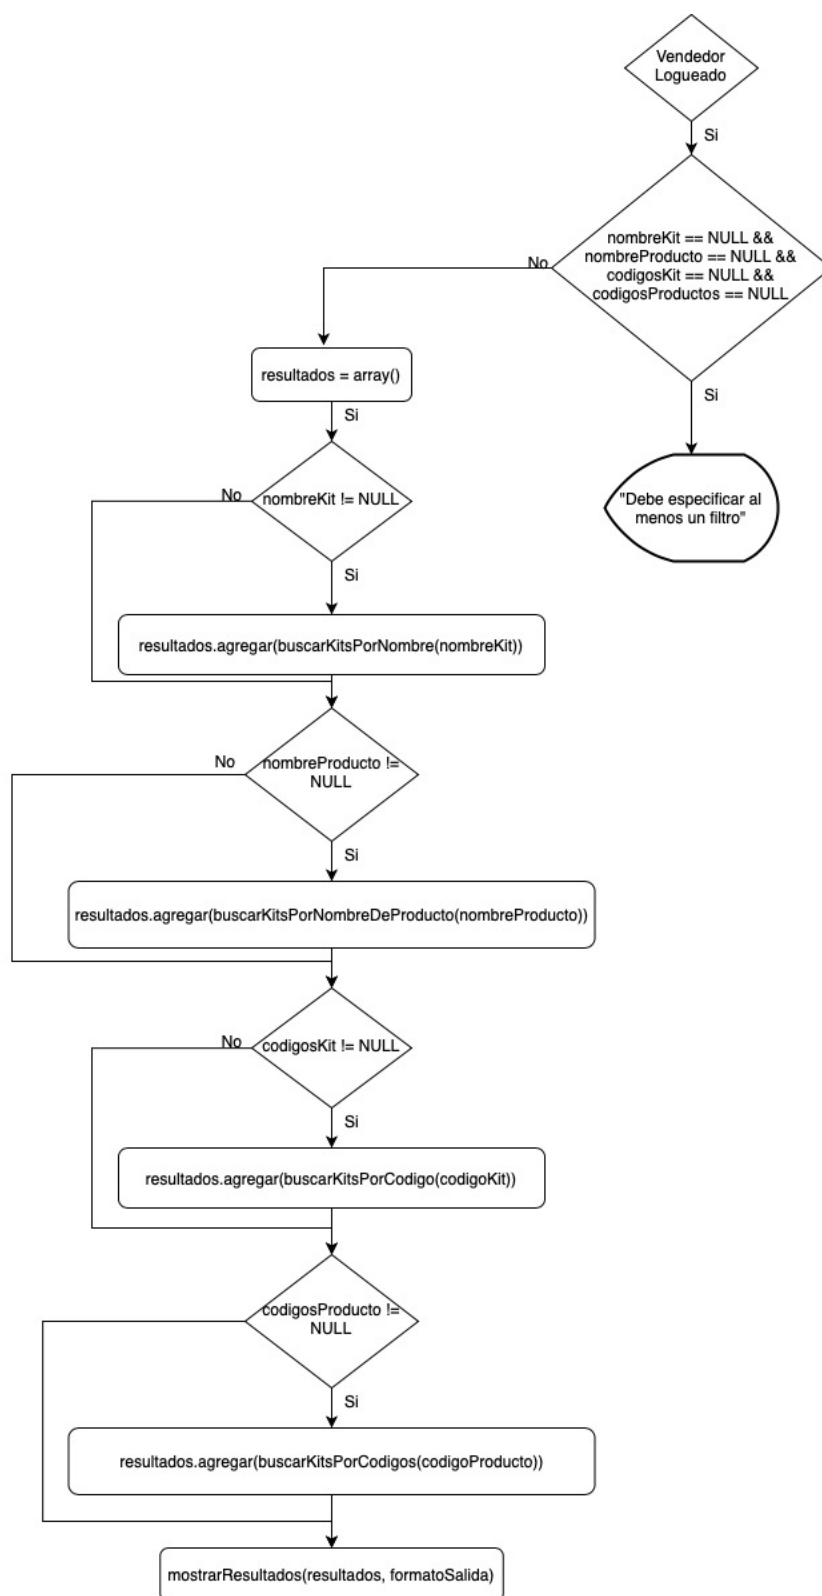 Vendedor
Logueado
Si
nombreKit == NULL &&
nombreProducto == NULL &&
codigosKit == NULL &&
codigosProductos == NULL
No
Si
"Debe especificar al
menos un filtro"
resultados = array()
Si
nombreKit != NULL
No
Si
resultados.agregar(buscarKitsPorNombre(nombreKit))
nombreProducto !=
NULL
No
Si
resultados.agregar(buscarKitsPorNombreDeProducto(nombreProducto))
codigosKit != NULL
No
Si
resultados.agregar(buscarKitsPorCodigo(codigoKit))
codigosProducto !=
NULL
Si
resultados.agregar(buscarKitsPorCodigos(codigoProducto))
mostrarResultados(resultados, formatoSalida)